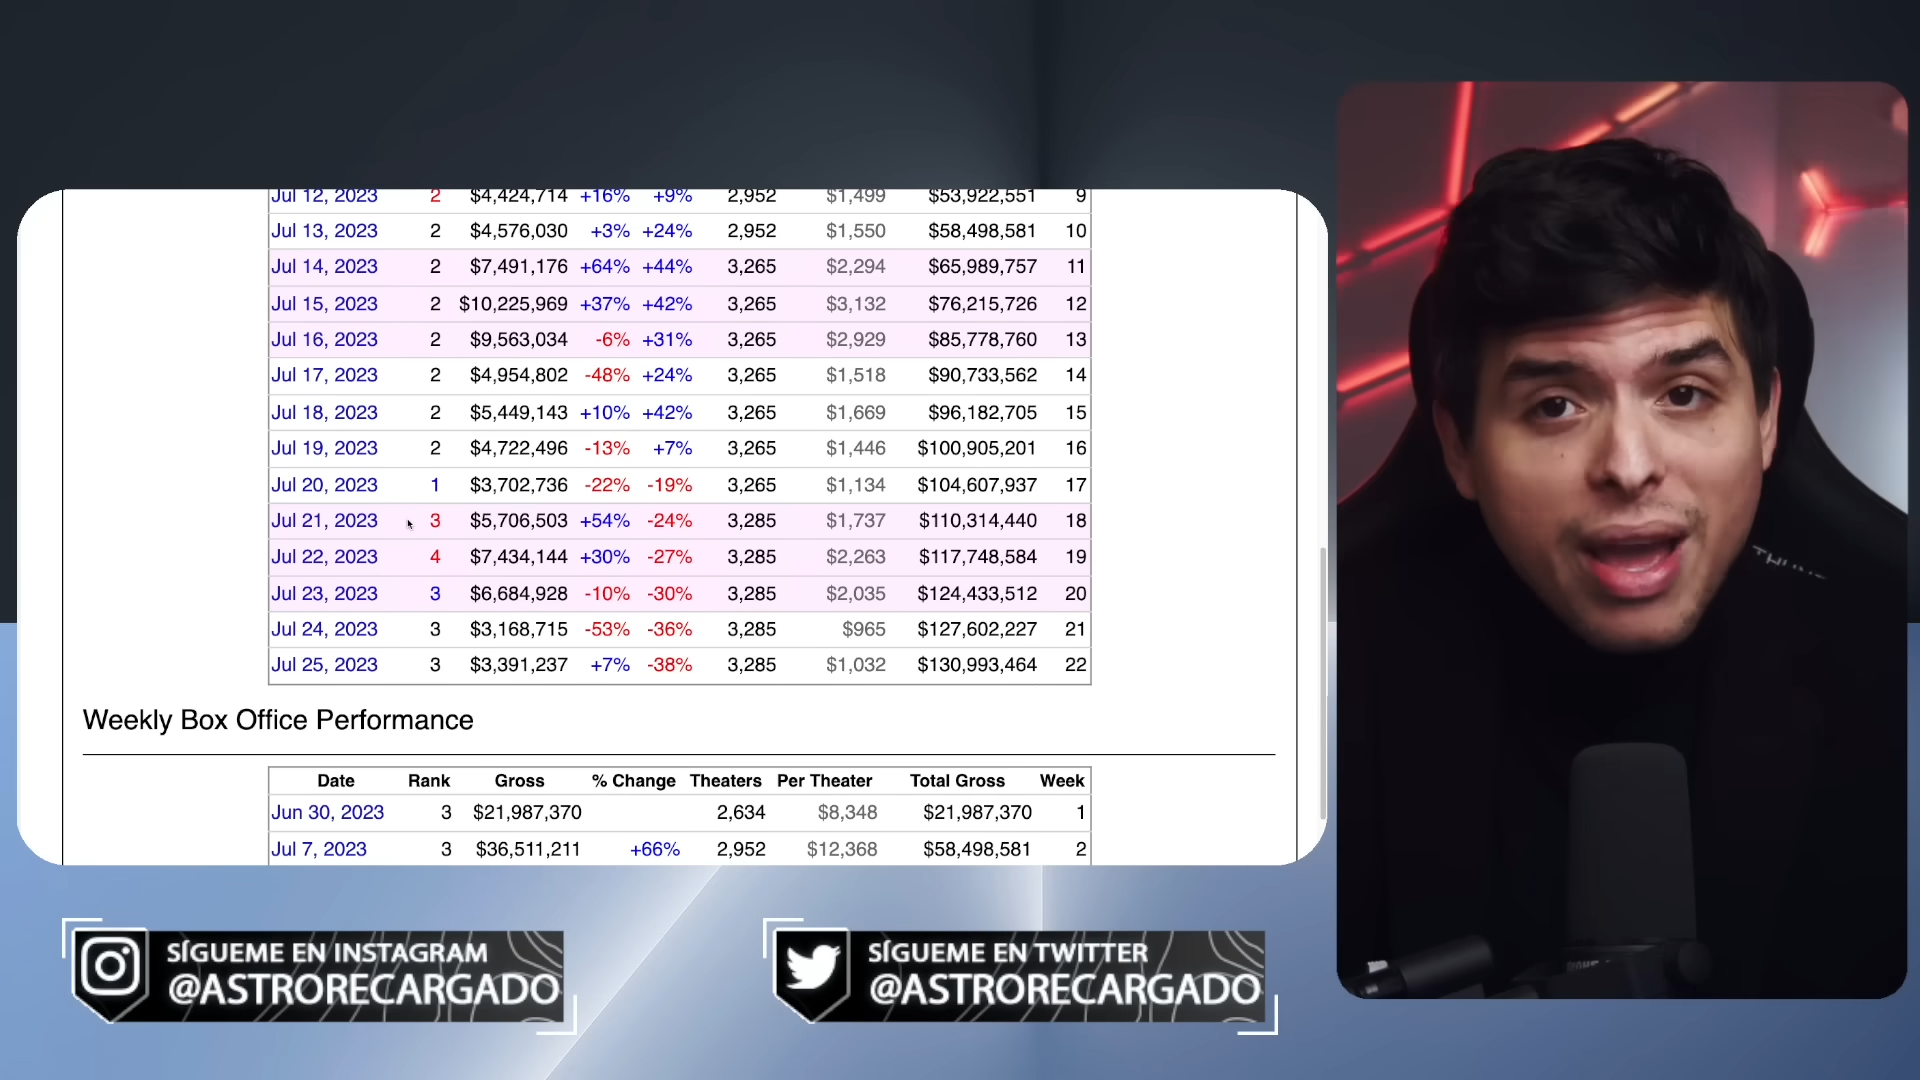 Jul 12, 2023 2 $4,424,714 +16% +9% 2,952 $1,499 $53,922,551 9
Jul 13, 2023 2 $4,576,030 +3% +24% 2,952 $1,550 $58,498,581 10
Jul 14, 2023 2 $7,491,176 +64% +44% 3,265 $2,294 $65,989,757 11
Jul 15, 2023 2 $10,225,969 +37% +42% 3,265 $3,132 $76,215,726 12
Jul 16, 2023 2 $9,563,034 -6% +31% 3,265 $2,929 $85,778,760 13
Jul 17, 2023 2 $4,954,802 -48% +24% 3,265 $1,518 $90,733,562 14
Jul 18, 2023 2 $5,449,143 +10% +42% 3,265 $1,669 $96,182,705 15
Jul 19, 2023 2 $4,722,496 -13% +7% 3,265 $1,446 $100,905,201 16
Jul 20, 2023 1 $3,702,736 -22% -19% 3,265 $1,134 $104,607,937 17
Jul 21, 2023 3 $5,706,503 +54% -24% 3,285 $1,737 $110,314,440 18
Jul 22, 2023 4 $7,434,144 +30% -27% 3,285 $2,263 $117,748,584 19
Jul 23, 2023 3 $6,684,928 -10% -30% 3,285 $2,035 $124,433,512 20
Jul 24, 2023 3 $3,168,715 -53% -36% 3,285 $965 $127,602,227 21
Jul 25, 2023 3 $3,391,237 +7% -38% 3,285 $1,032 $130,993,464 22
Weekly Box Office Performance
Date Rank Gross % Change Theaters Per Theater Total Gross Week
Jun 30, 2023 3 $21,987,370 2,634 $8,348 $21,987,370 1
Jul 7, 2023 3 $36,511,211 +66% 2,952 $12,368 $58,498,581 2
SÍGUEME EN INSTAGRAM
@ASTRORECARGADO
SÍGUEME EN TWITTER
@ASTRORECARGADO